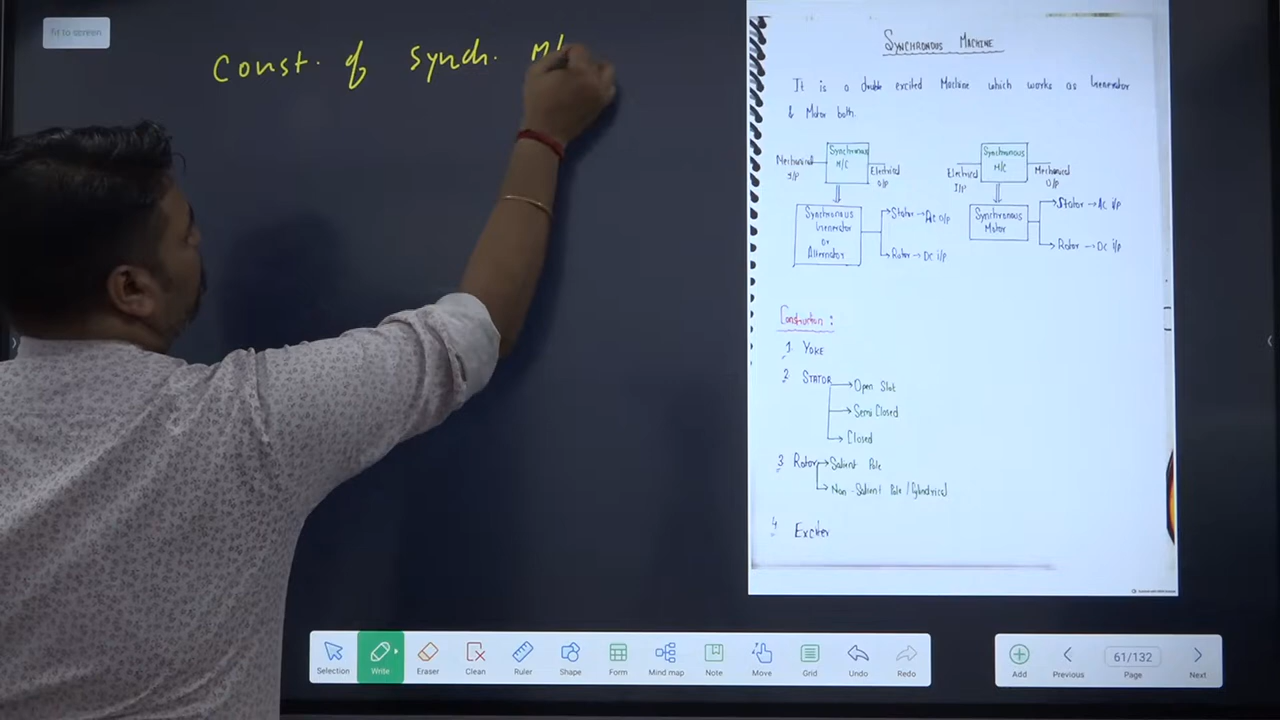 Fit to screen
Const. of Synch. M/
SYNCHRONOUS MACHINE
It is a double excited Machine which works as Generator
& Motor both.
Mechanical I/P
Synchronous M/C
Electrical O/P
Electrical I/P
Synchronous M/C
Mechanical O/P
Synchronous Generator or Alternator
Stator → AC O/P
Rotor → DC i/P
Synchronous Motor
Stator → AC i/P
Rotor → DC i/P
Construction :
1. YOKE
2 STATOR → Open Slot
→ Semi Closed
→ Closed
3 Rotor → Salient Pole
→ Non-Salient Pole / Cylindrical
4 Exciter
Selection
Write
Eraser
Clean
Ruler
Shape
Form
Mind map
Note
Move
Grid
Undo
Redo
Add
Previous
61/132
Page
Next